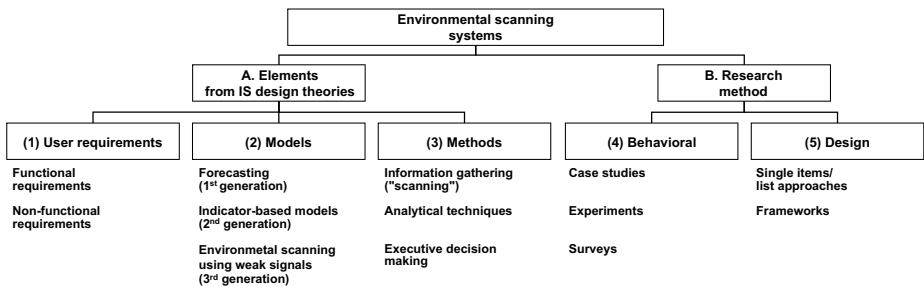 Environmental scanning
systems
A. Elements
from IS design theories
B. Research
method
(1) User requirements
(2) Models
(3) Methods
(4) Behavioral
(5) Design
Functional
requirements
Non-functional
requirements
Forecasting
(1st generation)
Indicator-based models
(2nd generation)
Environmetal scanning
using weak signals
(3rd generation)
Information gathering
("scanning")
Analytical techniques
Executive decision
making
Case studies
Experiments
Surveys
Single items/
list approaches
Frameworks